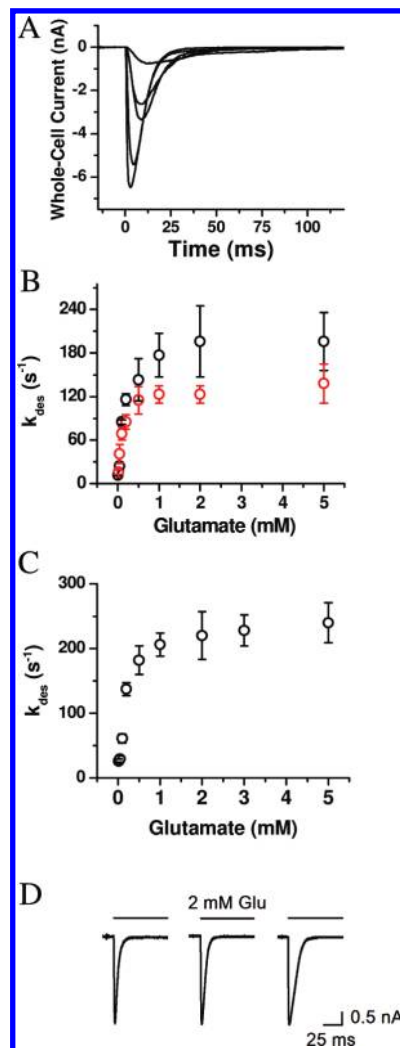 A
Whole-Cell Current (nA)
0
-2
-4
-6
0 25 50 75 100
Time (ms)
B
k_des (s⁻¹)
240
180
120
60
0
0 1 2 3 4 5
Glutamate (mM)
C
k_des (s⁻¹)
300
200
100
0
0 1 2 3 4 5
Glutamate (mM)
D
2 mM Glu
0.5 nA
25 ms